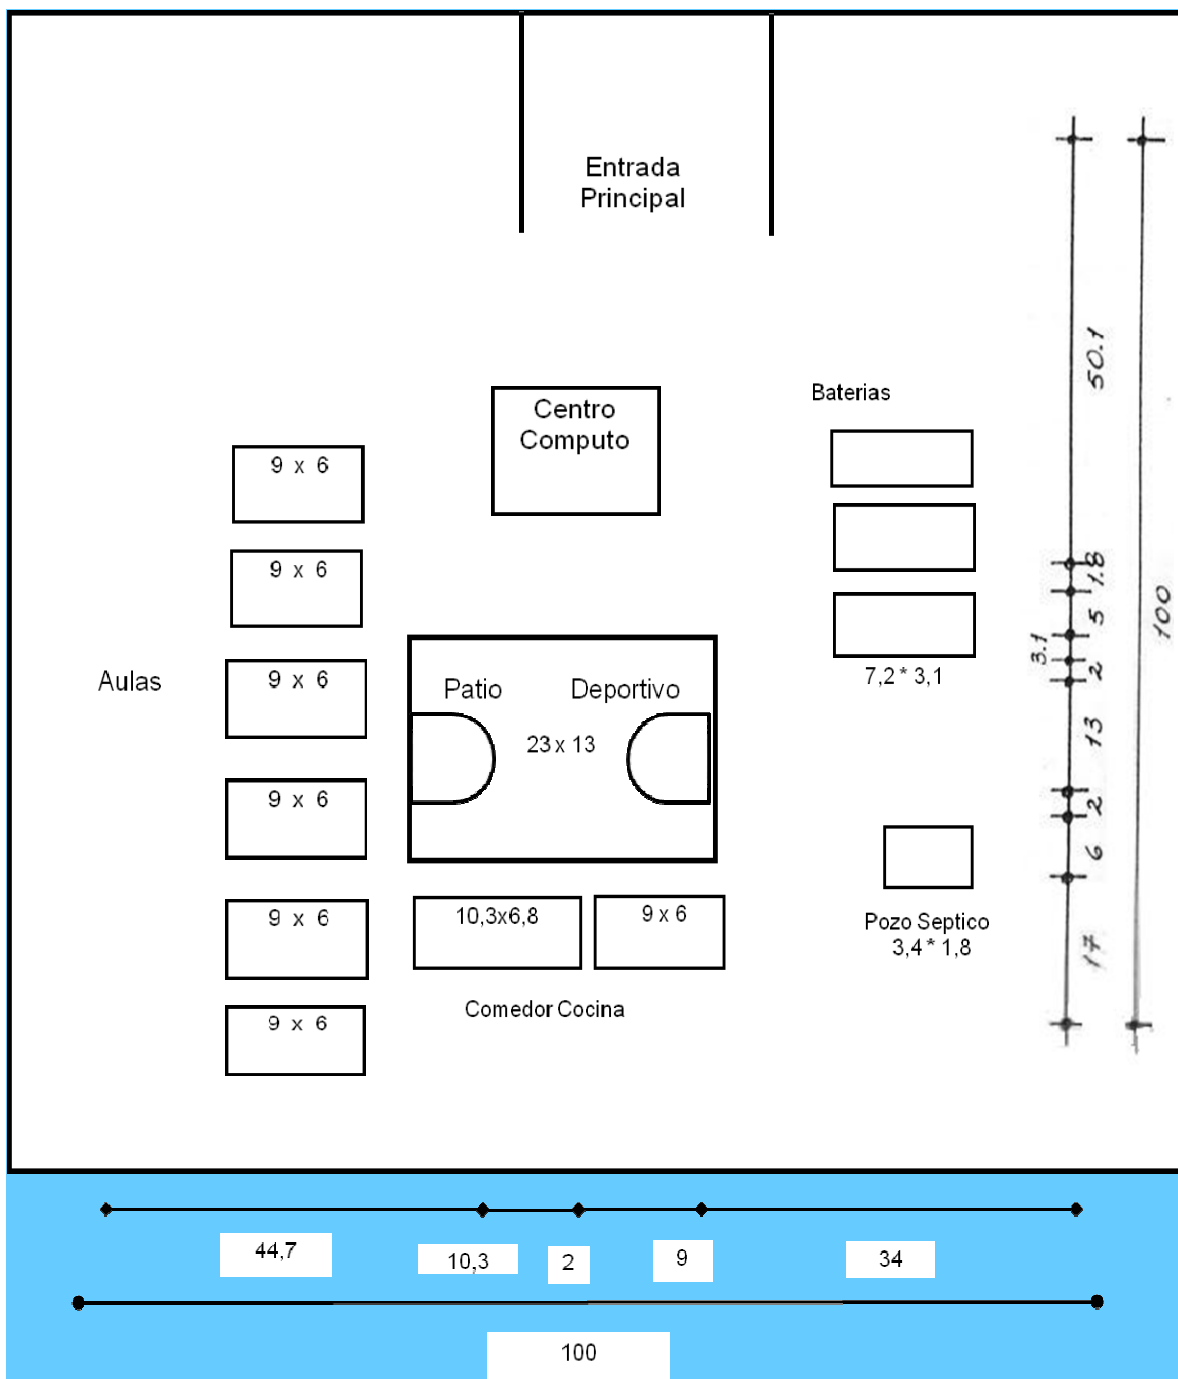 Entrada
Principal
Centro
Computo
Baterias
9 x 6
9 x 6
Aulas
9 x 6
9 x 6
9 x 6
9 x 6
Patio
Deportivo
23 x 13
7,2 * 3,1
10,3x6,8
9 x 6
Comedor Cocina
Pozo Septico
3,4 * 1,8
50.1
1.8
5
3.1
2
13
2
6
17
100
44,7
10,3
2
9
34
100